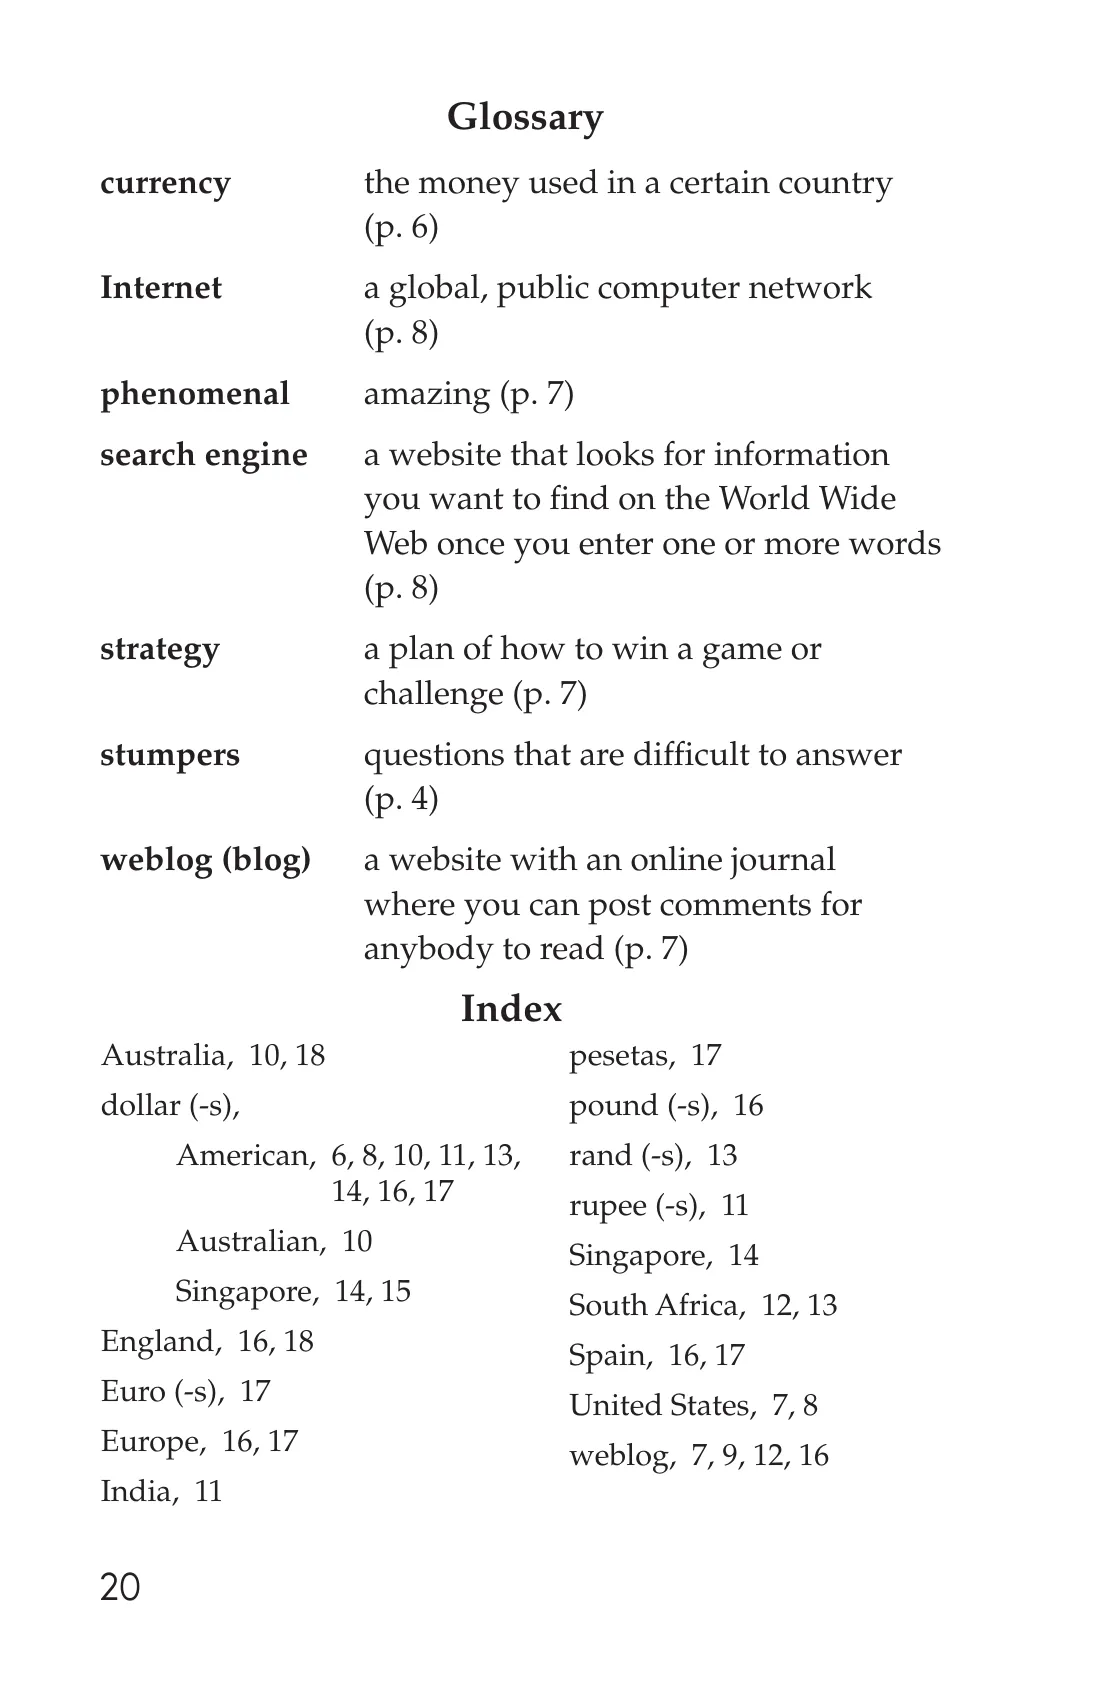 Glossary
currency the money used in a certain country
(p. 6)
Internet a global, public computer network
(p. 8)
phenomenal amazing (p. 7)
search engine a website that looks for information
you want to find on the World Wide
Web once you enter one or more words
(p. 8)
strategy a plan of how to win a game or
challenge (p. 7)
stumpers questions that are difficult to answer
(p. 4)
weblog (blog) a website with an online journal
where you can post comments for
anybody to read (p. 7)
Index
Australia, 10, 18
dollar (-s),
American, 6, 8, 10, 11, 13,
14, 16, 17
Australian, 10
Singapore, 14, 15
England, 16, 18
Euro (-s), 17
Europe, 16, 17
India, 11
pesetas, 17
pound (-s), 16
rand (-s), 13
rupee (-s), 11
Singapore, 14
South Africa, 12, 13
Spain, 16, 17
United States, 7, 8
weblog, 7, 9, 12, 16
20